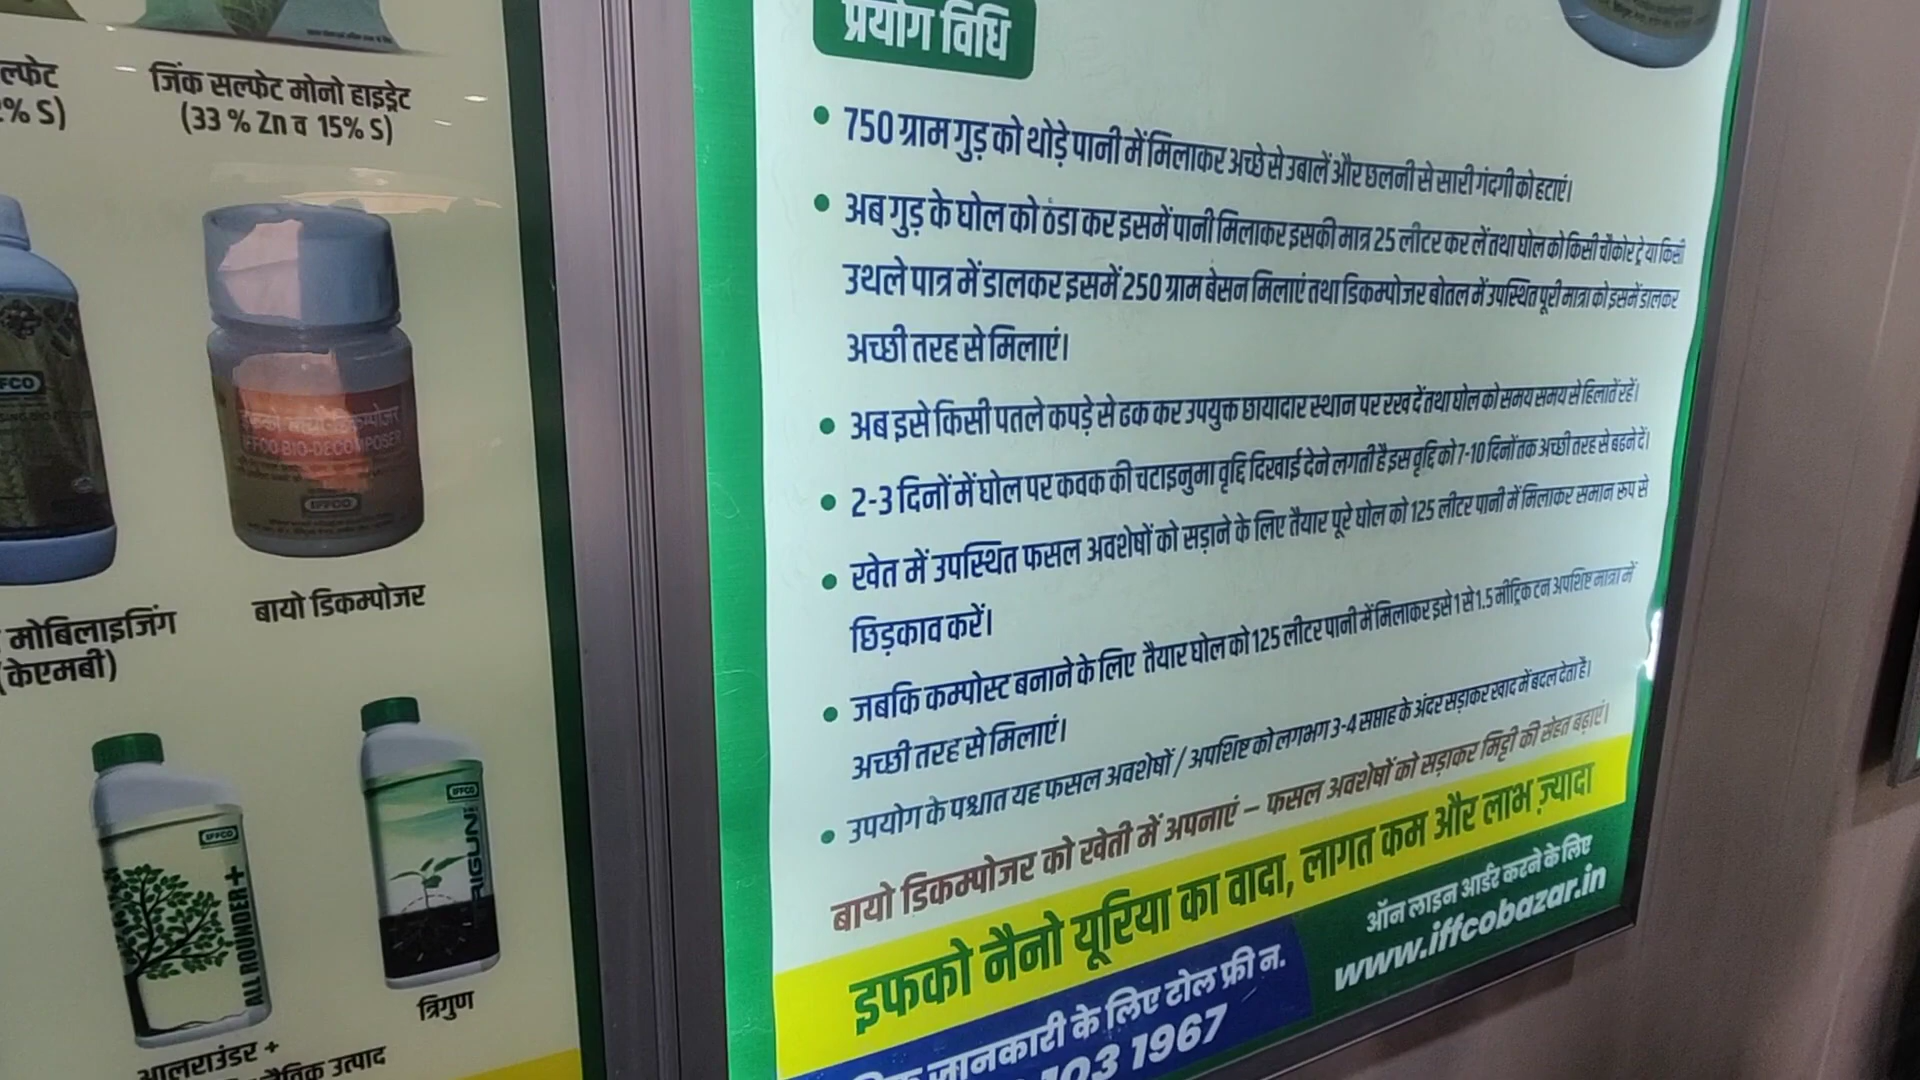 ल्फेट
% S)
जिंक सल्फेट मोनो हाइड्रेट
(33 % Zn व 15% S)
IFFCO
इफको बायो डिकम्पोजर
IFFCO BIO-DECOMPOSER
IFFCO
मोबिलाइजिंग
(केएमबी)
बायो डिकम्पोजर
IFFCO
ALL ROUNDER+
IFFCO
TRIGUN
आलराउंडर +
जैविक उत्पाद
त्रिगुण
प्रयोग विधि
• 750 ग्राम गुड़ को थोड़े पानी में मिलाकर अच्छे से उबालें और छलनी से सारी गंदगी को हटाएं।
• अब गुड़ के घोल को ठंडा कर इसमें पानी मिलाकर इसकी मात्र 25 लीटर कर लें तथा घोल को किसी चौकोर ट्रे या किसी
उथले पात्र में डालकर इसमें 250 ग्राम बेसन मिलाएं तथा डिकम्पोजर बोतल में उपस्थित पूरी मात्रा को इसमें डालकर
अच्छी तरह से मिलाएं।
• अब इसे किसी पतले कपड़े से ढक कर उपयुक्त छायादार स्थान पर रख दें तथा घोल को समय समय से हिलातें रहें।
• 2-3 दिनों में घोल पर कवक की चटाइनुमा वृद्दि दिखाई देने लगती है इस वृद्दि को 7-10 दिनों तक अच्छी तरह से बढने दें।
• खेत में उपस्थित फसल अवशेषों को सड़ाने के लिए तैयार पूरे घोल को 125 लीटर पानी में मिलाकर समान रूप से
छिड़काव करें।
• जबकि कम्पोस्ट बनाने के लिए तैयार घोल को 125 लीटर पानी में मिलाकर इसे 1 से 1.5 मीट्रिक टन अपशिष्ट मात्रा में
अच्छी तरह से मिलाएं।
• उपयोग के पश्चात यह फसल अवशेषों / अपशिष्ट को लगभग 3-4 सप्ताह के अंदर सड़ाकर खाद में बदल देता है।
बायो डिकम्पोजर को खेती में अपनाएं – फसल अवशेषों को सड़ाकर मिट्टी की सेहत बढ़ाएं।
इफको नैनो यूरिया का वादा, लागत कम और लाभ ज़्यादा
जानकारी के लिए टोल फ्री न.
103 1967
ऑन लाइन आर्डर करने के लिए
www.iffcobazar.in